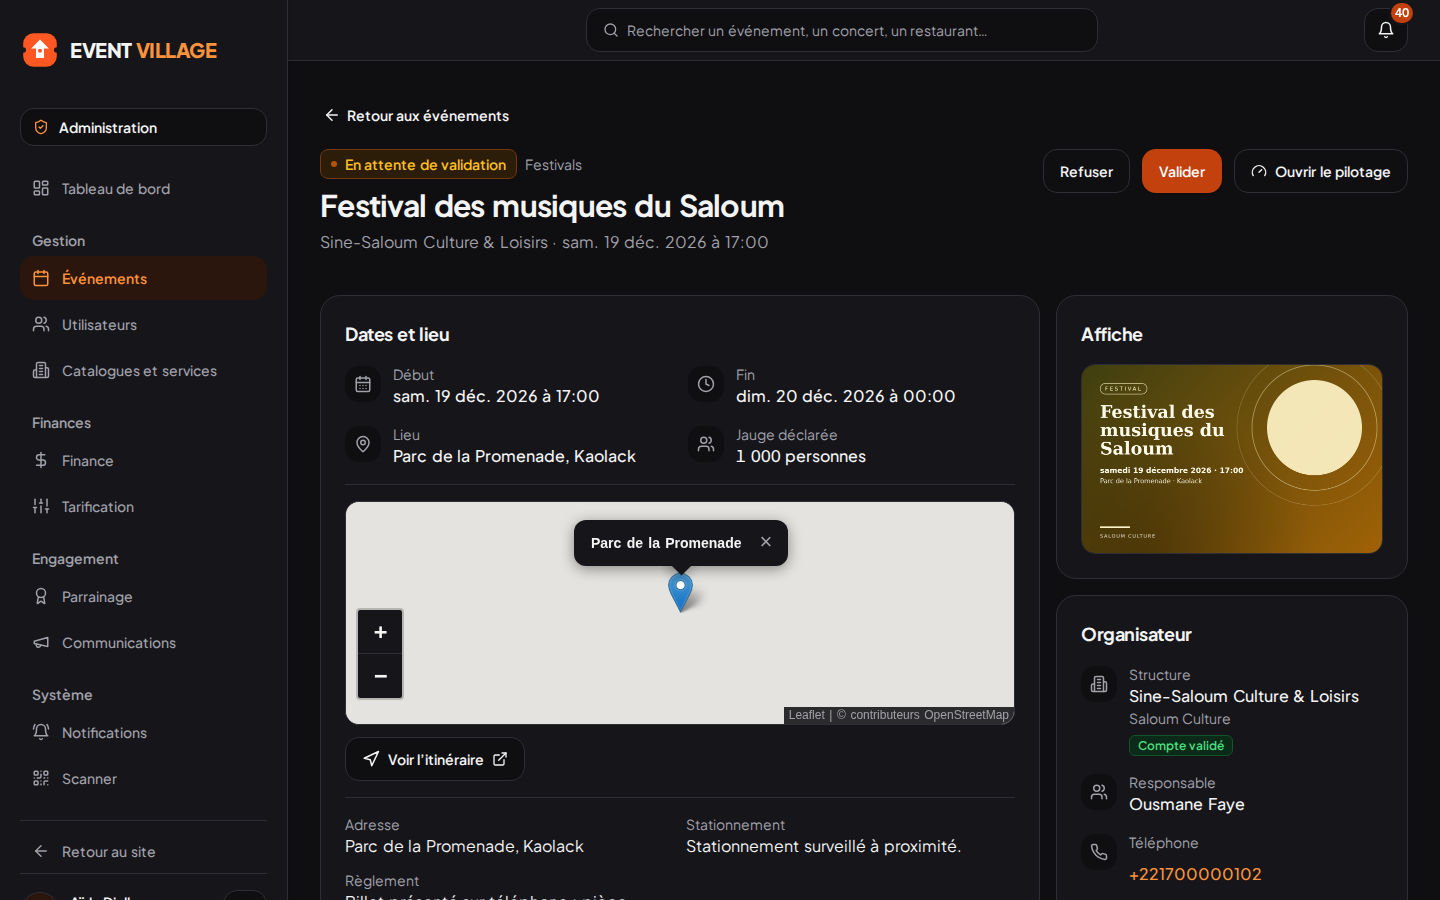 EVENT VILLAGE
Rechercher un événement, un concert, un restaurant…
40
Administration
Tableau de bord
Gestion
Événements
Utilisateurs
Catalogues et services
Finances
Finance
Tarification
Engagement
Parrainage
Communications
Système
Notifications
Scanner
Retour au site
Retour aux événements
En attente de validation
Festivals
Refuser
Valider
Ouvrir le pilotage
Festival des musiques du Saloum
Sine-Saloum Culture & Loisirs · sam. 19 déc. 2026 à 17:00
Dates et lieu
Début
sam. 19 déc. 2026 à 17:00
Fin
dim. 20 déc. 2026 à 00:00
Lieu
Parc de la Promenade, Kaolack
Jauge déclarée
1 000 personnes
Parc de la Promenade
+
−
Leaflet | © contributeurs OpenStreetMap
Voir l'itinéraire
Adresse
Parc de la Promenade, Kaolack
Stationnement
Stationnement surveillé à proximité.
Règlement
Affiche
FESTIVAL
Festival des
musiques du
Saloum
samedi 19 décembre 2026 · 17:00
Parc de la Promenade · Kaolack
SALOUM CULTURE
Organisateur
Structure
Sine-Saloum Culture & Loisirs
Saloum Culture
Compte validé
Responsable
Ousmane Faye
Téléphone
+221700000102